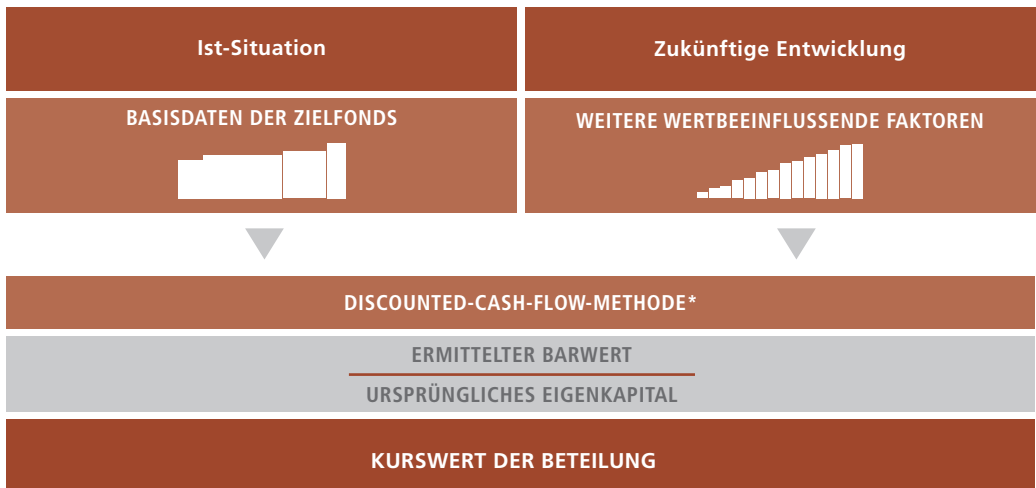 Ist-Situation
Zukünftige Entwicklung
BASISDATEN DER ZIELFONDS
WEITERE WERTBEEINFLUSSENDE FAKTOREN
DISCOUNTED-CASH-FLOW-METHODE*
ERMITTELTER BARWERT
URSPRÜNGLICHES EIGENKAPITAL
KURSWERT DER BETEILUNG